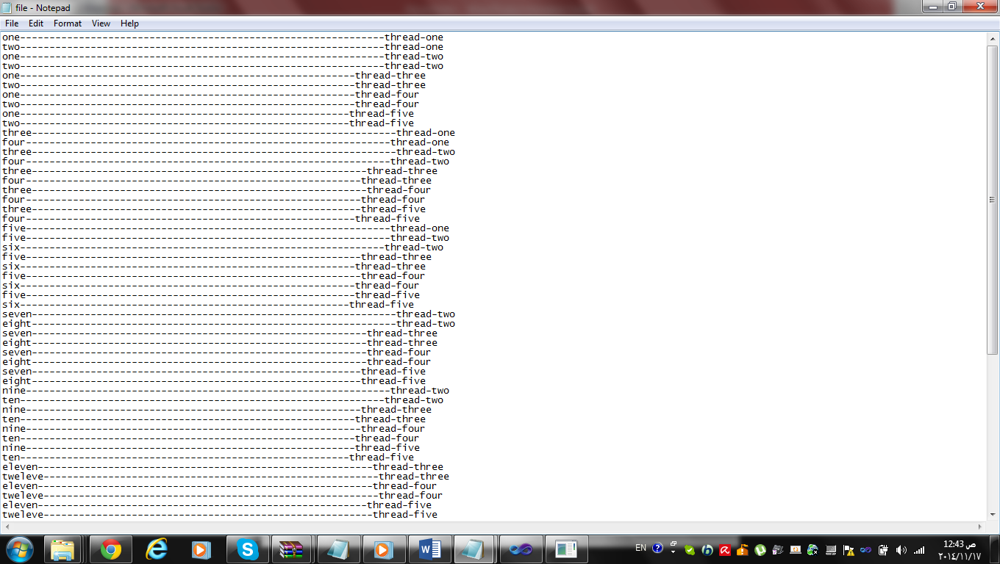 file - Notepad
File Edit Format View Help
one--------------------------------------------------------------thread-one
two--------------------------------------------------------------thread-one
one--------------------------------------------------------------thread-two
two--------------------------------------------------------------thread-two
one---------------------------------------------------------thread-three
two---------------------------------------------------------thread-three
one---------------------------------------------------------thread-four
two---------------------------------------------------------thread-four
one--------------------------------------------------------thread-five
two--------------------------------------------------------thread-five
three--------------------------------------------------------------thread-one
four--------------------------------------------------------------thread-one
three--------------------------------------------------------------thread-two
four--------------------------------------------------------------thread-two
three---------------------------------------------------------thread-three
four---------------------------------------------------------thread-three
three---------------------------------------------------------thread-four
four---------------------------------------------------------thread-four
three--------------------------------------------------------thread-five
four--------------------------------------------------------thread-five
five--------------------------------------------------------------thread-one
five--------------------------------------------------------------thread-two
six--------------------------------------------------------------thread-two
five---------------------------------------------------------thread-three
six---------------------------------------------------------thread-three
five---------------------------------------------------------thread-four
six---------------------------------------------------------thread-four
five--------------------------------------------------------thread-five
six--------------------------------------------------------thread-five
seven--------------------------------------------------------------thread-two
eight--------------------------------------------------------------thread-two
seven---------------------------------------------------------thread-three
eight---------------------------------------------------------thread-three
seven---------------------------------------------------------thread-four
eight---------------------------------------------------------thread-four
seven--------------------------------------------------------thread-five
eight--------------------------------------------------------thread-five
nine--------------------------------------------------------------thread-two
ten--------------------------------------------------------------thread-two
nine---------------------------------------------------------thread-three
ten---------------------------------------------------------thread-three
nine---------------------------------------------------------thread-four
ten---------------------------------------------------------thread-four
nine--------------------------------------------------------thread-five
ten--------------------------------------------------------thread-five
eleven---------------------------------------------------------thread-three
tweleve---------------------------------------------------------thread-three
eleven---------------------------------------------------------thread-four
tweleve---------------------------------------------------------thread-four
eleven--------------------------------------------------------thread-five
tweleve--------------------------------------------------------thread-five
EN
12:43 ص
٢٠١٤/١١/١٧